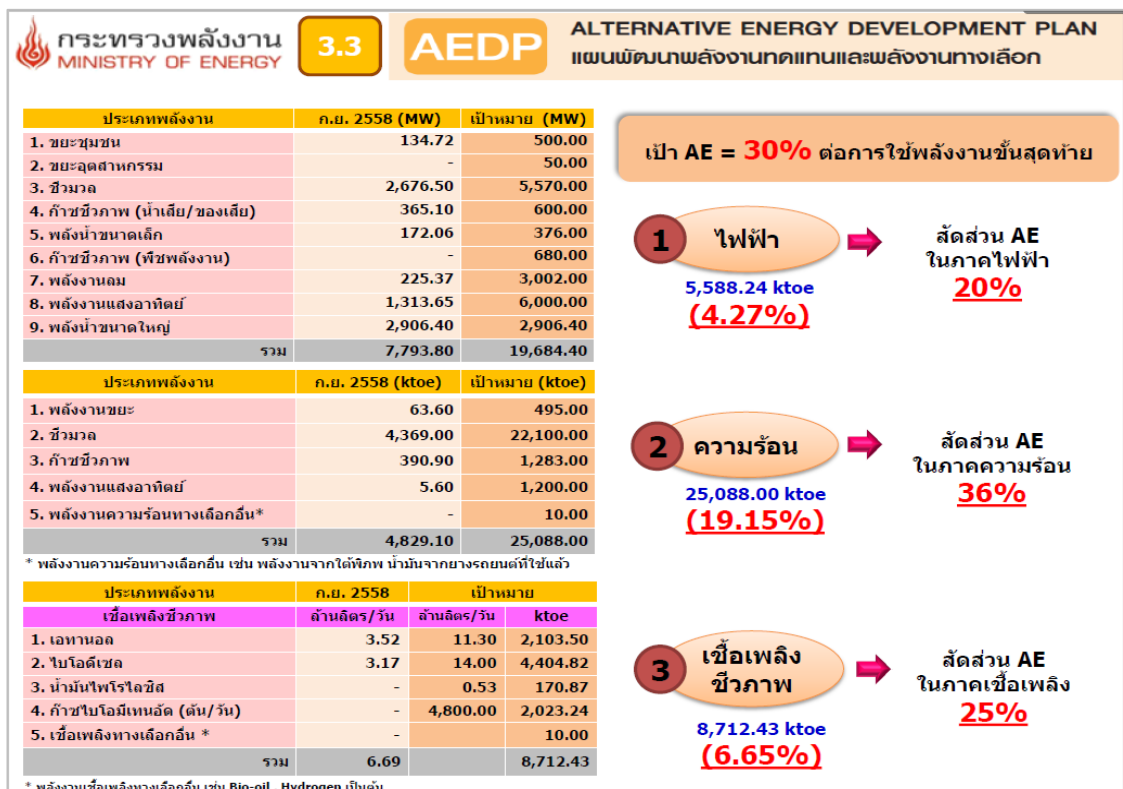 กระทรวงพลังงาน
MINISTRY OF ENERGY
3.3
AEDP
ALTERNATIVE ENERGY DEVELOPMENT PLAN
แผนพัฒนาพลังงานทดแทนและพลังงานทางเลือก
ประเภทพลังงาน ก.ย. 2558 (MW) เป้าหมาย (MW)
1. ขยะชุมชน 134.72 500.00
2. ขยะอุตสาหกรรม - 50.00
3. ชีวมวล 2,676.50 5,570.00
4. ก๊าซชีวภาพ (น้ำเสีย/ของเสีย) 365.10 600.00
5. พลังน้ำขนาดเล็ก 172.06 376.00
6. ก๊าซชีวภาพ (พืชพลังงาน) - 680.00
7. พลังงานลม 225.37 3,002.00
8. พลังงานแสงอาทิตย์ 1,313.65 6,000.00
9. พลังน้ำขนาดใหญ่ 2,906.40 2,906.40
รวม 7,793.80 19,684.40
ประเภทพลังงาน ก.ย. 2558 (ktoe) เป้าหมาย (ktoe)
1. พลังงานขยะ 63.60 495.00
2. ชีวมวล 4,369.00 22,100.00
3. ก๊าซชีวภาพ 390.90 1,283.00
4. พลังงานแสงอาทิตย์ 5.60 1,200.00
5. พลังงานความร้อนทางเลือกอื่น* - 10.00
รวม 4,829.10 25,088.00
* พลังงานความร้อนทางเลือกอื่น เช่น พลังงานจากใต้พิภพ น้ำมันจากยางรถยนต์ที่ใช้แล้ว
ประเภทพลังงาน ก.ย. 2558 เป้าหมาย
เชื้อเพลิงชีวภาพ ล้านลิตร/วัน ล้านลิตร/วัน ktoe
1. เอทานอล 3.52 11.30 2,103.50
2. ไบโอดีเซล 3.17 14.00 4,404.82
3. น้ำมันไพโรไลซิส - 0.53 170.87
4. ก๊าซไบโอมีเทนอัด (ตัน/วัน) - 4,800.00 2,023.24
5. เชื้อเพลิงทางเลือกอื่น * - 10.00
รวม 6.69 8,712.43
* พลังงานเชื้อเพลิงทางเลือกอื่น เช่น Bio-oil , Hydrogen เป็นต้น
เป้า AE = 30% ต่อการใช้พลังงานขั้นสุดท้าย
1 ไฟฟ้า
5,588.24 ktoe
(4.27%)
สัดส่วน AE
ในภาคไฟฟ้า
20%
2 ความร้อน
25,088.00 ktoe
(19.15%)
สัดส่วน AE
ในภาคความร้อน
36%
3 เชื้อเพลิง
ชีวภาพ
8,712.43 ktoe
(6.65%)
สัดส่วน AE
ในภาคเชื้อเพลิง
25%